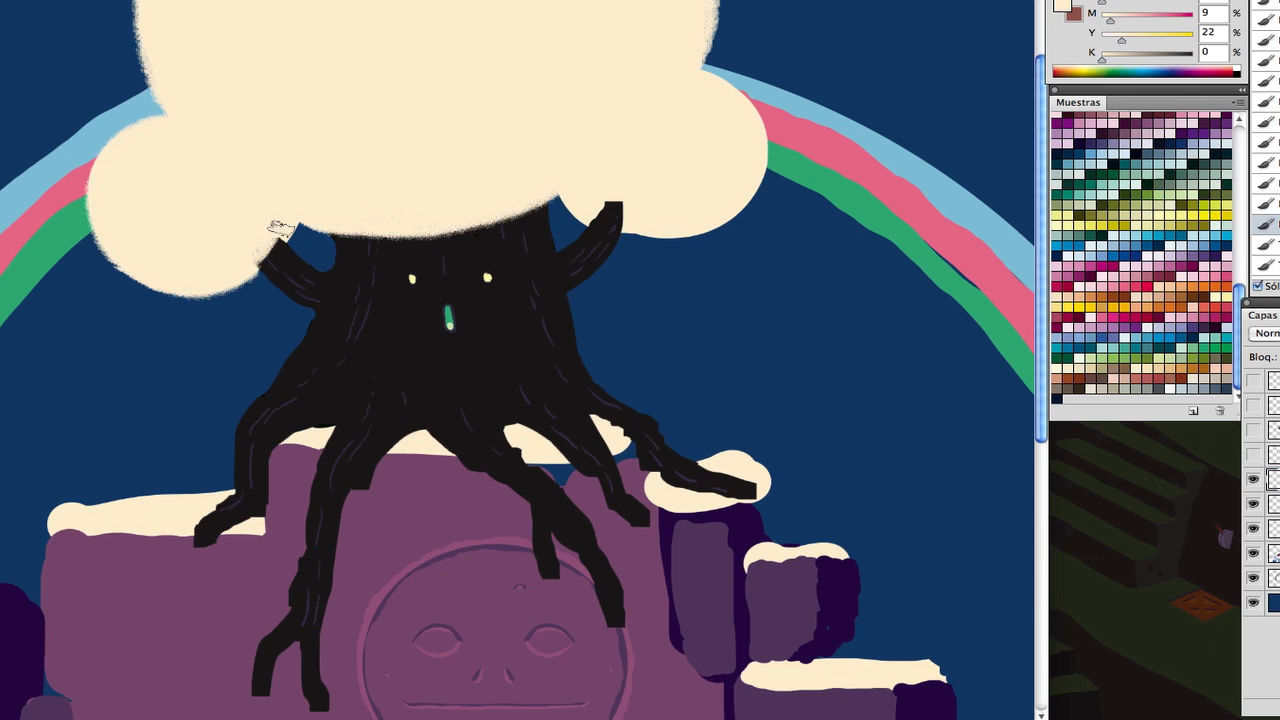 M 9 %
Y 22 %
K 0 %
Muestras
Sól
Capas
Norm
Bloq.: